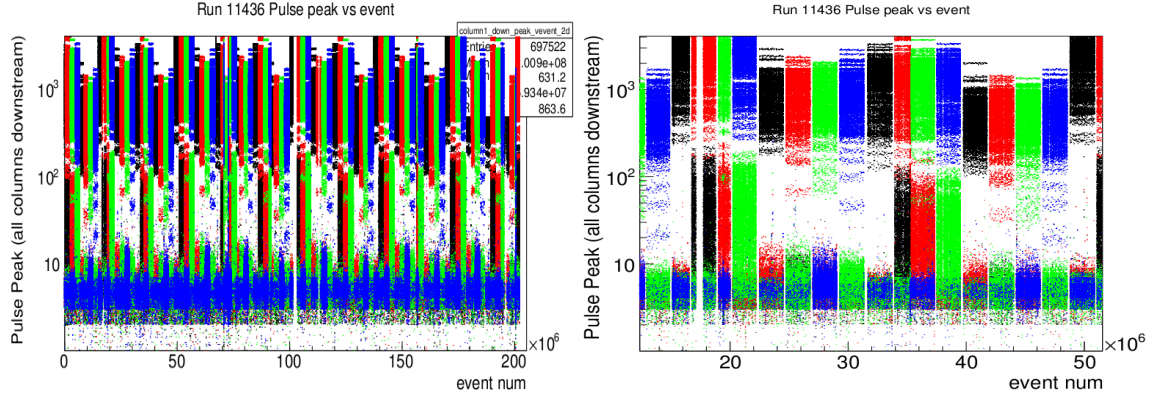 Run 11436 Pulse peak vs event
Pulse Peak (all columns downstream)
column1_down_peak_vevent_2d
Entries 697522
.009e+08
631.2
.934e+07
863.6
10³
10²
10
0 50 100 150 200
×10⁶
event num
Run 11436 Pulse peak vs event
Pulse Peak (all columns downstream)
10³
10²
10
20 30 40 50
×10⁶
event num